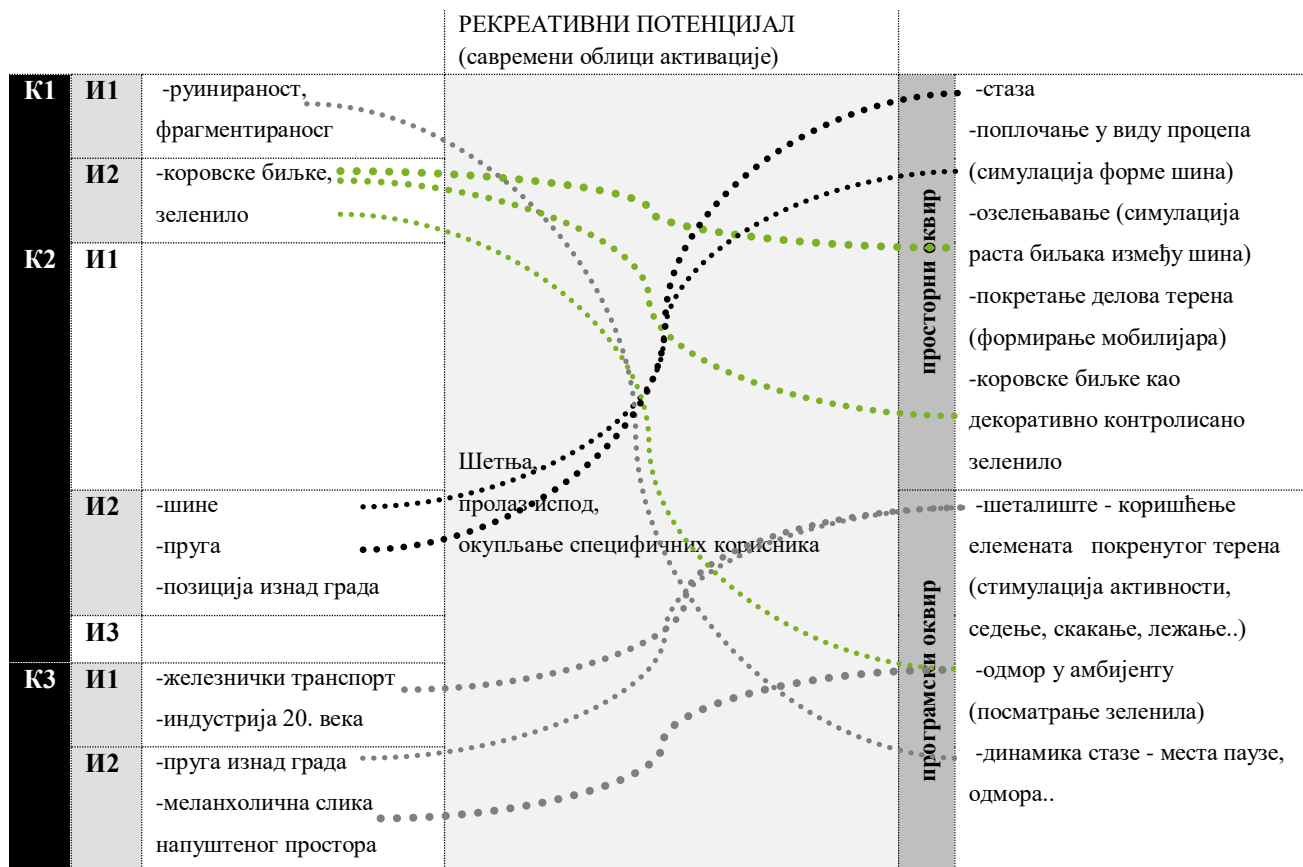 РЕКРЕАТИВНИ ПОТЕНЦИЈАЛ
(савремени облици активације)
К1
И1
-руинираност,
фрагментираносг
И2
-коровске биљке,
зеленило
К2
И1
И2
-шине
-пруга
-позиција изнад града
И3
К3
И1
-железнички транспорт
-индустрија 20. века
И2
-пруга изнад града
-меланхолична слика
напуштеног простора
Шетња,
пролаз испод,
окупљање специфичних корисника
просторни оквир
-стаза
-поплочање у виду процепа
(симулација форме шина)
-озелењавање (симулација
раста биљака између шина)
-покретање делова терена
(формирање мобилијара)
-коровске биљке као
декоративно контролисано
зеленило
програмски оквир
-шеталиште - коришћење
елемената покренутог терена
(стимулација активности,
седење, скакање, лежање..)
-одмор у амбијенту
(посматрање зеленила)
-динамика стазе - места паузе,
одмора..